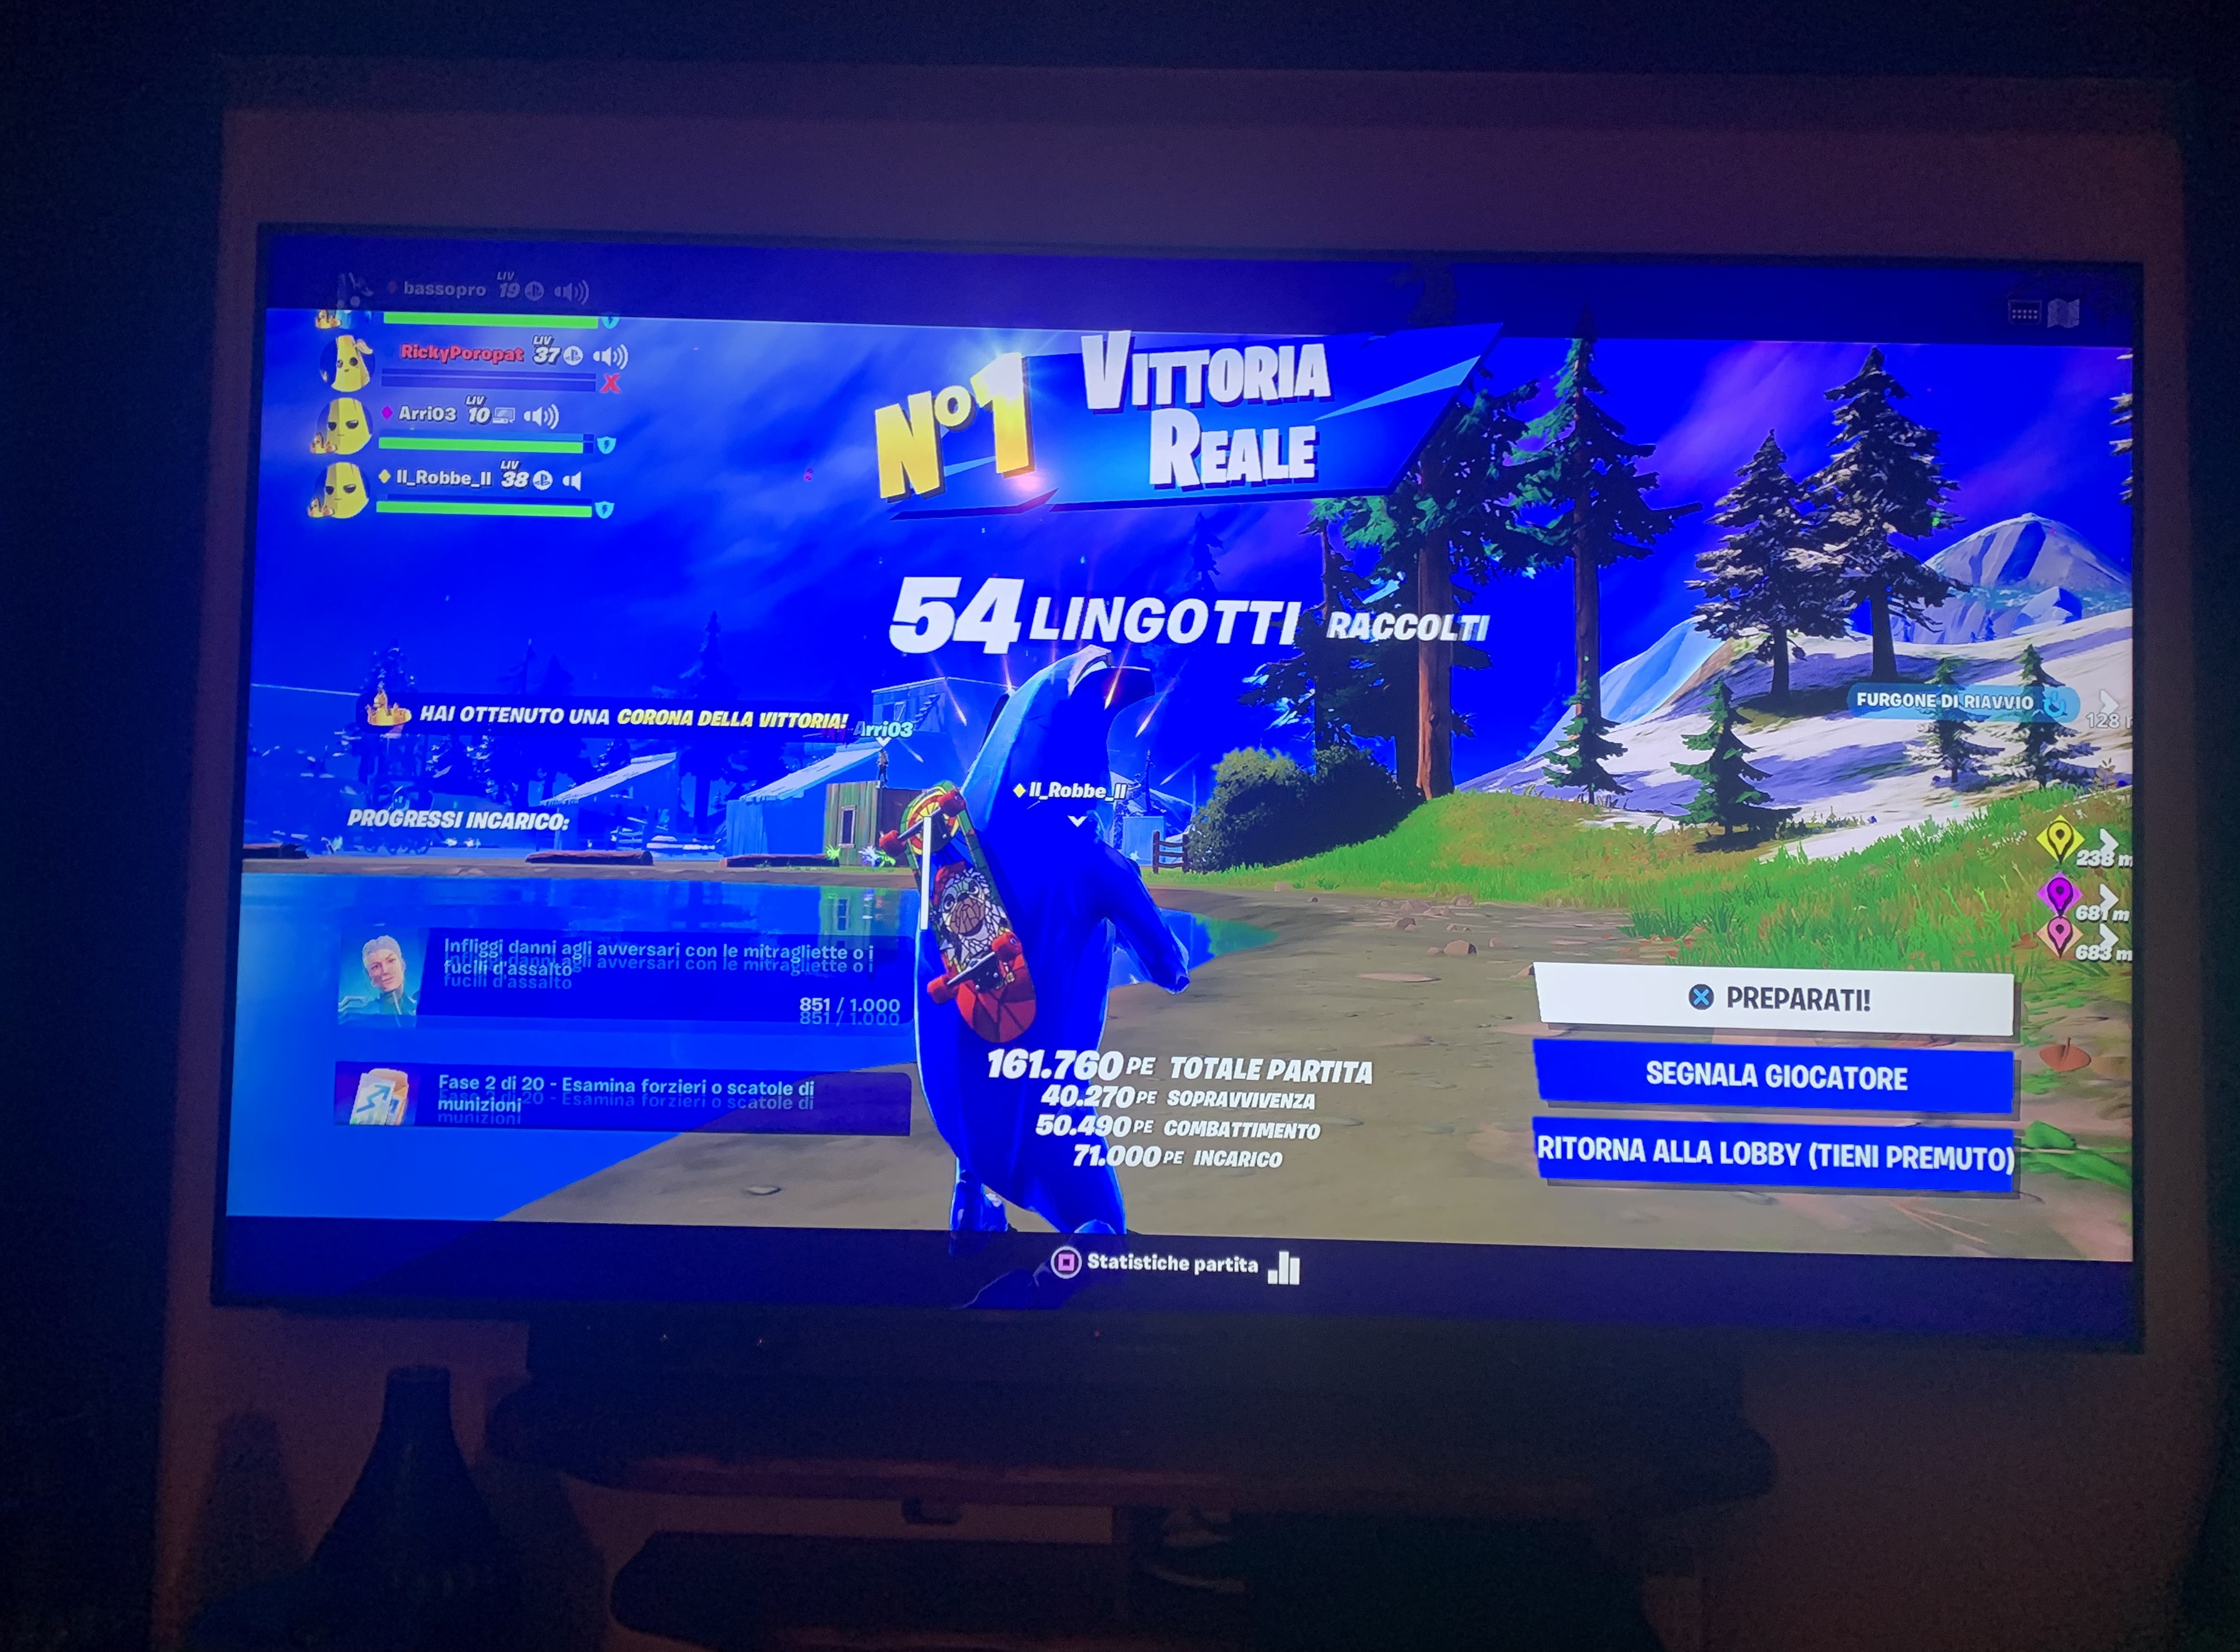 bassopro LIV 19
RickyPoropat LIV 37
Arri03 LIV 10
II_Robbe_II LIV 38
Nº1 VITTORIA
REALE
54 LINGOTTI RACCOLTI
FURGONE DI RIAVVIO
128
HAI OTTENUTO UNA CORONA DELLA VITTORIA!
Arri03
II_Robbe_II
PROGRESSI INCARICO:
238 m
681 m
683 m
Infliggi danni agli avversari con le mitragliette o i
fucili d'assalto
851 / 1.000
Fase 2 di 20 - Esamina forzieri o scatole di
munizioni
161.760 PE TOTALE PARTITA
40.270 PE SOPRAVVIVENZA
50.490 PE COMBATTIMENTO
71.000 PE INCARICO
PREPARATI!
SEGNALA GIOCATORE
RITORNA ALLA LOBBY (TIENI PREMUTO)
Statistiche partita